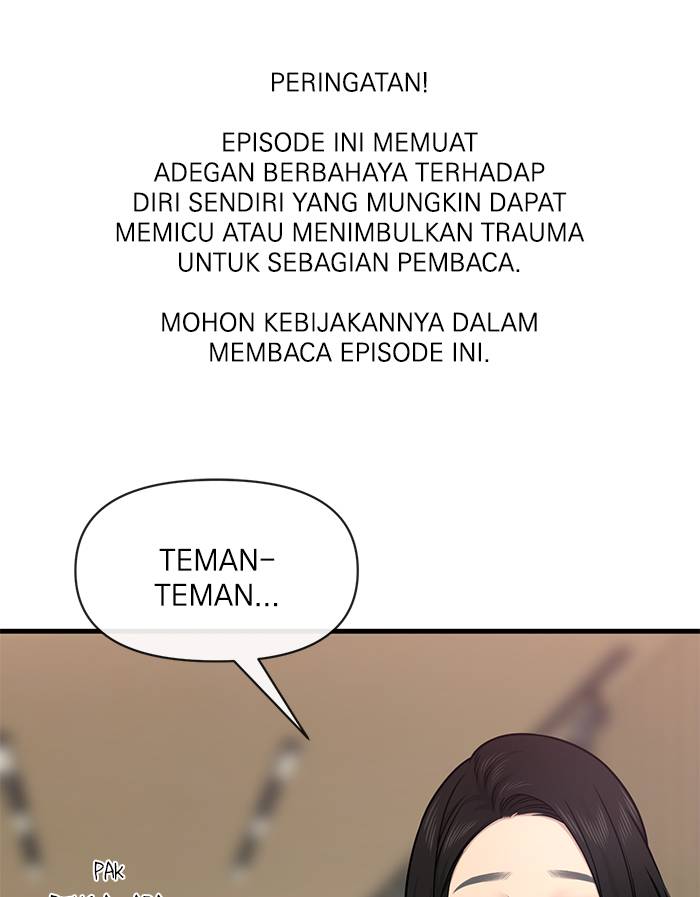 PERINGATAN!
EPISODE INI MEMUAT
ADEGAN BERBAHAYA TERHADAP
DIRI SENDIRI YANG MUNGKIN DAPAT
MEMICU ATAU MENIMBULKAN TRAUMA
UNTUK SEBAGIAN PEMBACA.
MOHON KEBIJAKANNYA DALAM
MEMBACA EPISODE INI.
TEMAN-
TEMAN...
PAK